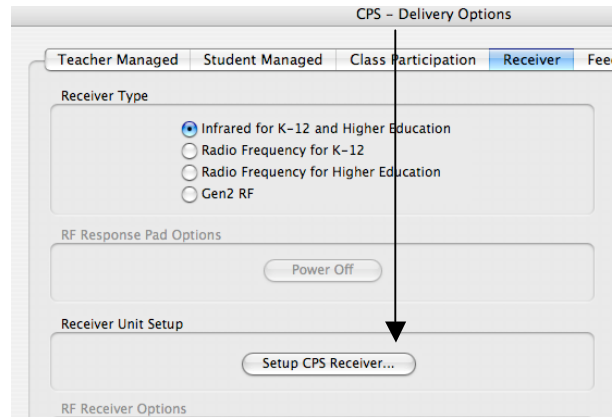 CPS – Delivery Options
Teacher Managed Student Managed Class Participation Receiver Fee
Receiver Type
Infrared for K-12 and Higher Education
Radio Frequency for K-12
Radio Frequency for Higher Education
Gen2 RF
RF Response Pad Options
Power Off
Receiver Unit Setup
Setup CPS Receiver...
RF Receiver Options